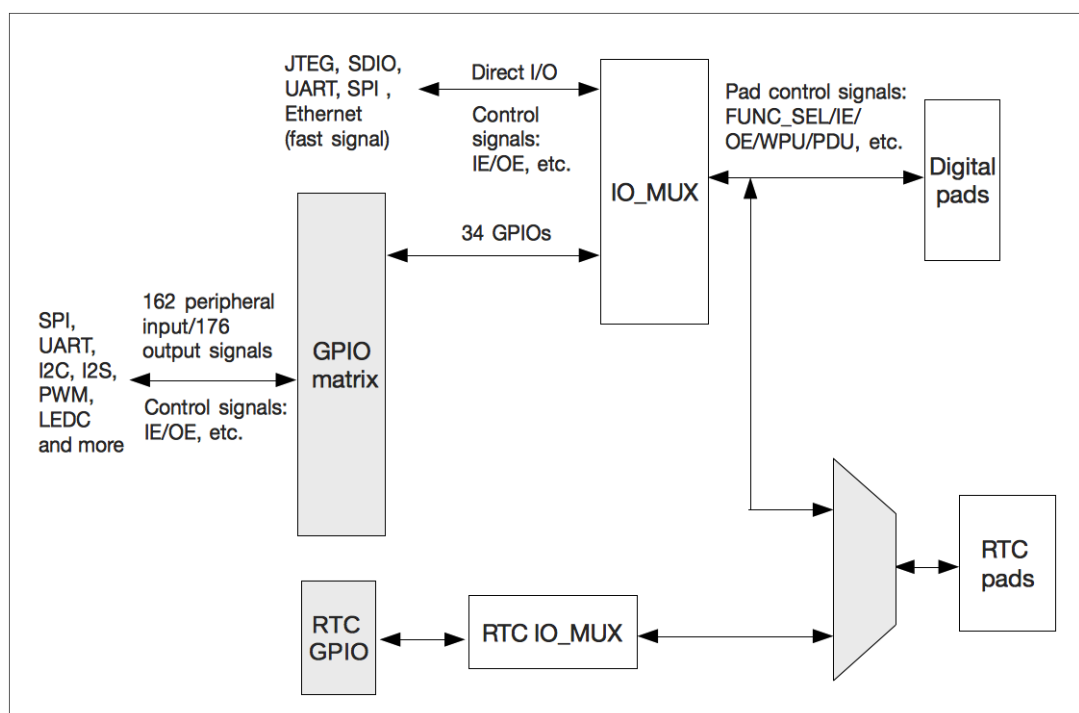 JTEG, SDIO,
UART, SPI ,
Ethernet
(fast signal)
Direct I/O
Control
signals:
IE/OE, etc.
IO_MUX
Pad control signals:
FUNC_SEL/IE/
OE/WPU/PDU, etc.
Digital
pads
34 GPIOs
SPI,
UART,
I2C, I2S,
PWM,
LEDC
and more
162 peripheral
input/176
output signals
Control signals:
IE/OE, etc.
GPIO
matrix
RTC
GPIO
RTC IO_MUX
RTC
pads